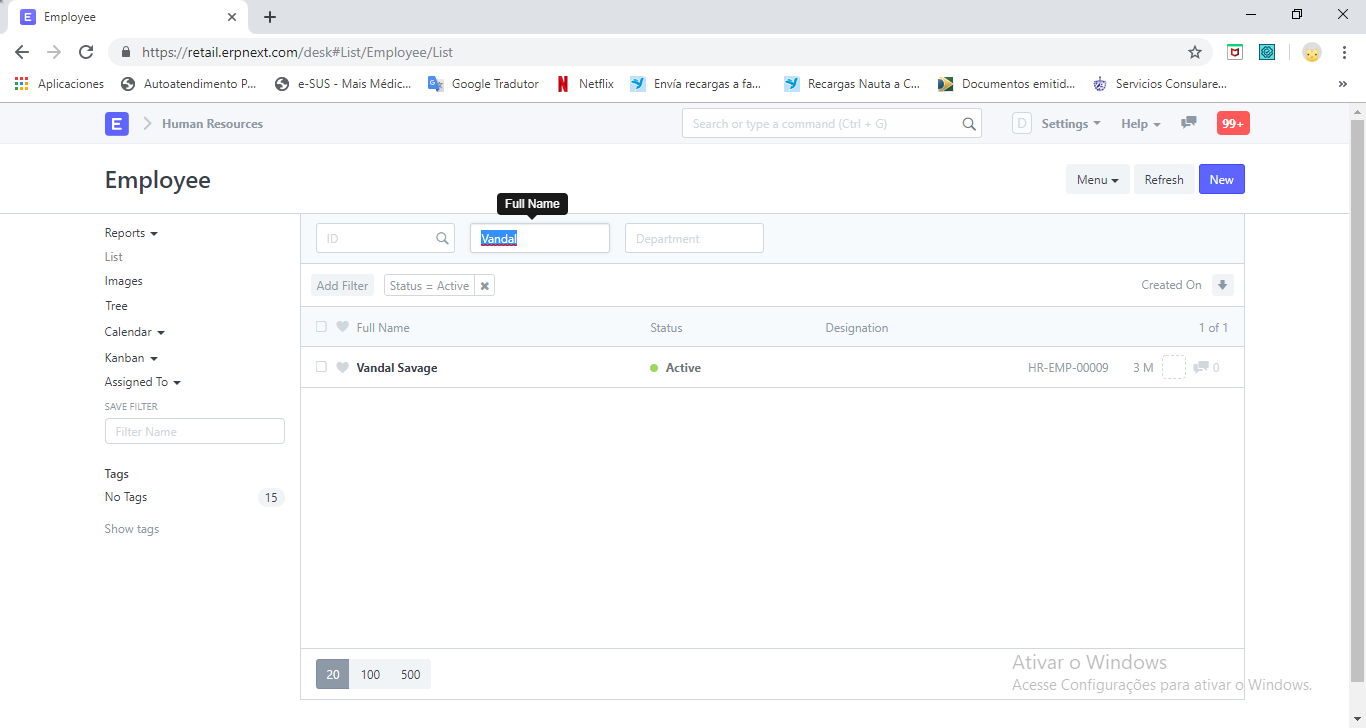 E Employee
https://retail.erpnext.com/desk#List/Employee/List
Aplicaciones Autoatendimento P... e-SUS - Mais Médic... Google Tradutor Netflix Envía recargas a fa... Recargas Nauta a C... Documentos emitid... Servicios Consulare... »
E Human Resources Search or type a command (Ctrl + G) D Settings Help 99+
Employee Menu Refresh New
Full Name
Reports ID Vandal Department
List
Images Add Filter Status = Active Created On
Tree
Calendar Full Name Status Designation 1 of 1
Kanban
Vandal Savage Active HR-EMP-00009 3 M 0
Assigned To
SAVE FILTER
Filter Name
Tags
No Tags 15
Show tags
20 100 500
Ativar o Windows
Acesse Configurações para ativar o Windows.